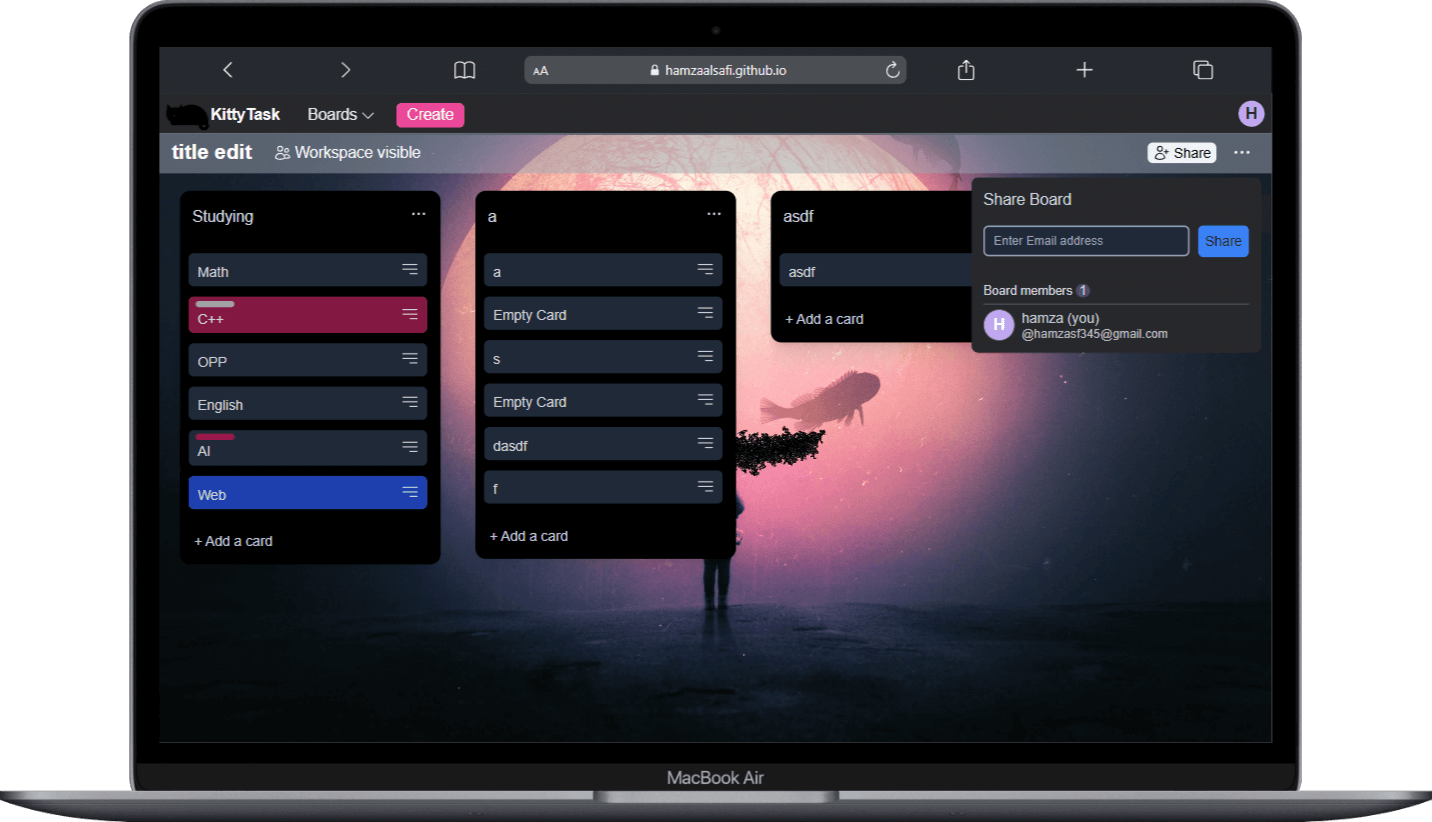 AA hamzaalsafi.github.io
KittyTask Boards Create H
title edit Workspace visible Share ...
Studying ...
Math
C++
OPP
English
AI
Web
+ Add a card
a ...
a
Empty Card
s
Empty Card
dasdf
f
+ Add a card
asdf
asdf
+ Add a card
Share Board
Enter Email address Share
Board members 1
H hamza (you)
@hamzasf345@gmail.com
MacBook Air